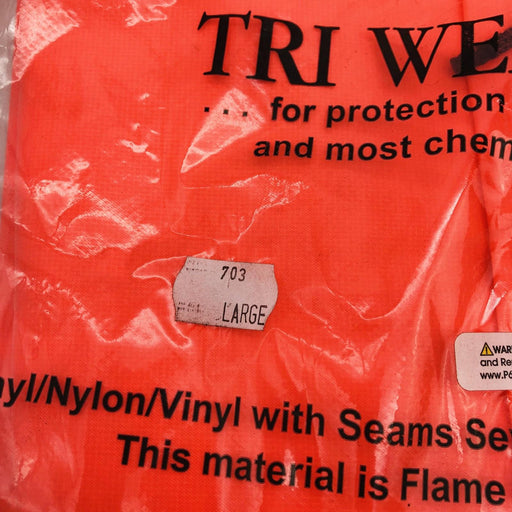 TRI WE
. . . for protection
and most chem
703
LARGE
⚠WAR
and Re
www.P6
nyl/Nylon/Vinyl with Seams Se
This material is Flame